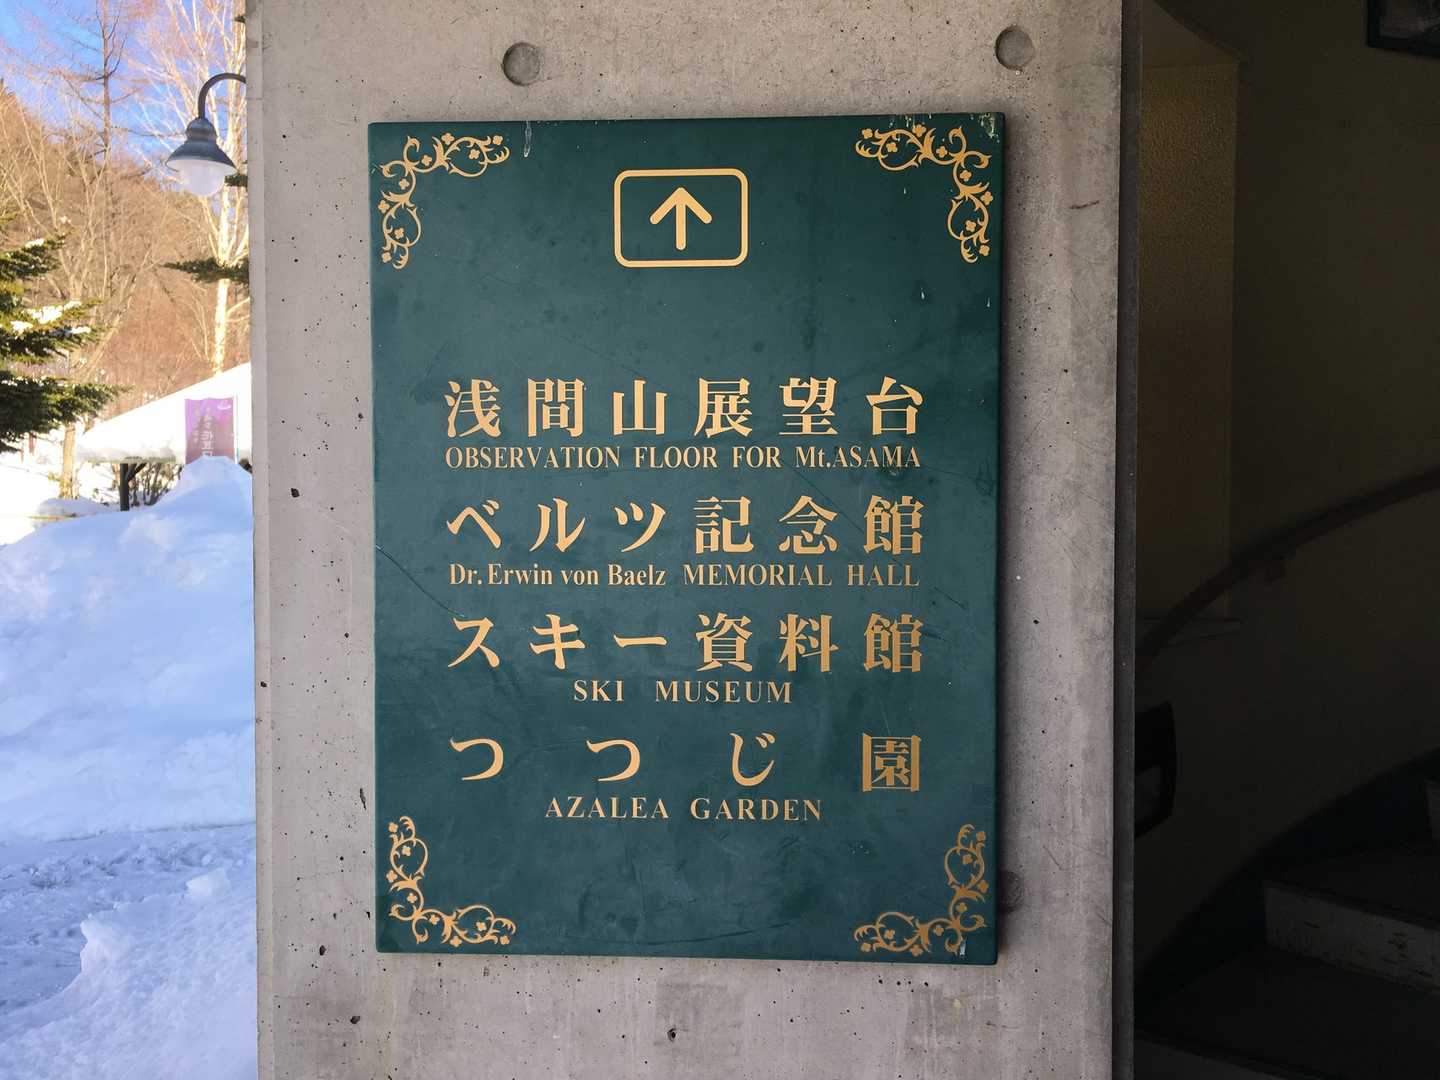 浅間山展望台
OBSERVATION FLOOR FOR Mt.ASAMA
ベルツ記念館
Dr. Erwin von Baelz MEMORIAL HALL
スキー資料館
SKI MUSEUM
つつじ園
AZALEA GARDEN